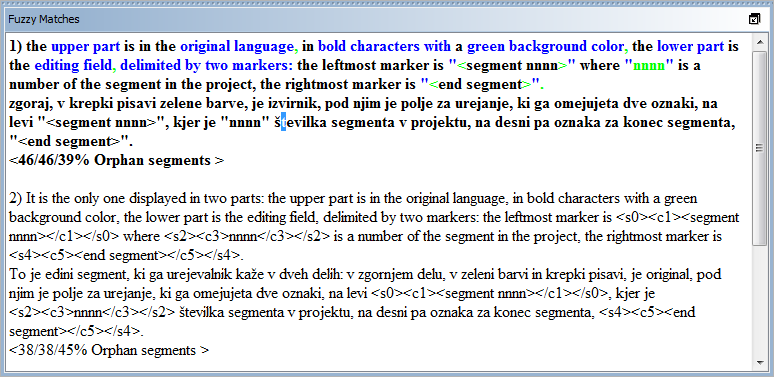 Fuzzy Matches
1) the upper part is in the original language, in bold characters with a green background color, the lower part is
the editing field, delimited by two markers: the leftmost marker is "<segment nnnn>" where "nnnn" is a
number of the segment in the project, the rightmost marker is "<end segment>".
zgoraj, v krepki pisavi zelene barve, je izvirnik, pod njim je polje za urejanje, ki ga omejujeta dve oznaki, na
levi "<segment nnnn>", kjer je "nnnn" številka segmenta v projektu, na desni pa oznaka za konec segmenta,
"<end segment>".
<46/46/39% Orphan segments >
2) It is the only one displayed in two parts: the upper part is in the original language, in bold characters with a green
background color, the lower part is the editing field, delimited by two markers: the leftmost marker is <s0><c1><segment
nnnn></c1></s0> where <s2><c3>nnnn</c3></s2> is a number of the segment in the project, the rightmost marker is
<s4><c5><end segment></c5></s4>.
To je edini segment, ki ga urejevalnik kaže v dveh delih: v zgornjem delu, v zeleni barvi in krepki pisavi, je original, pod
njim je polje za urejanje, ki ga omejujeta dve oznaki, na levi <s0><c1><segment nnnn></c1></s0>, kjer je
<s2><c3>nnnn</c3></s2> številka segmenta v projektu, na desni pa oznaka za konec segmenta, <s4><c5><end
segment></c5></s4>.
<38/38/45% Orphan segments >